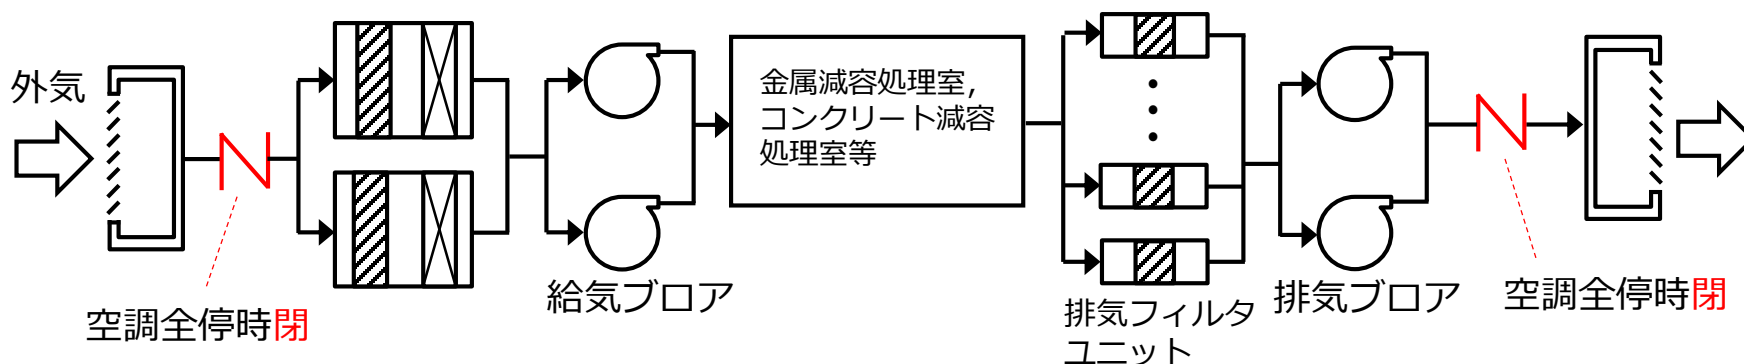 外気
空調全停時閉
給気ブロア
金属減容処理室,
コンクリート減容
処理室等
排気フィルタ
ユニット
排気ブロア
空調全停時閉